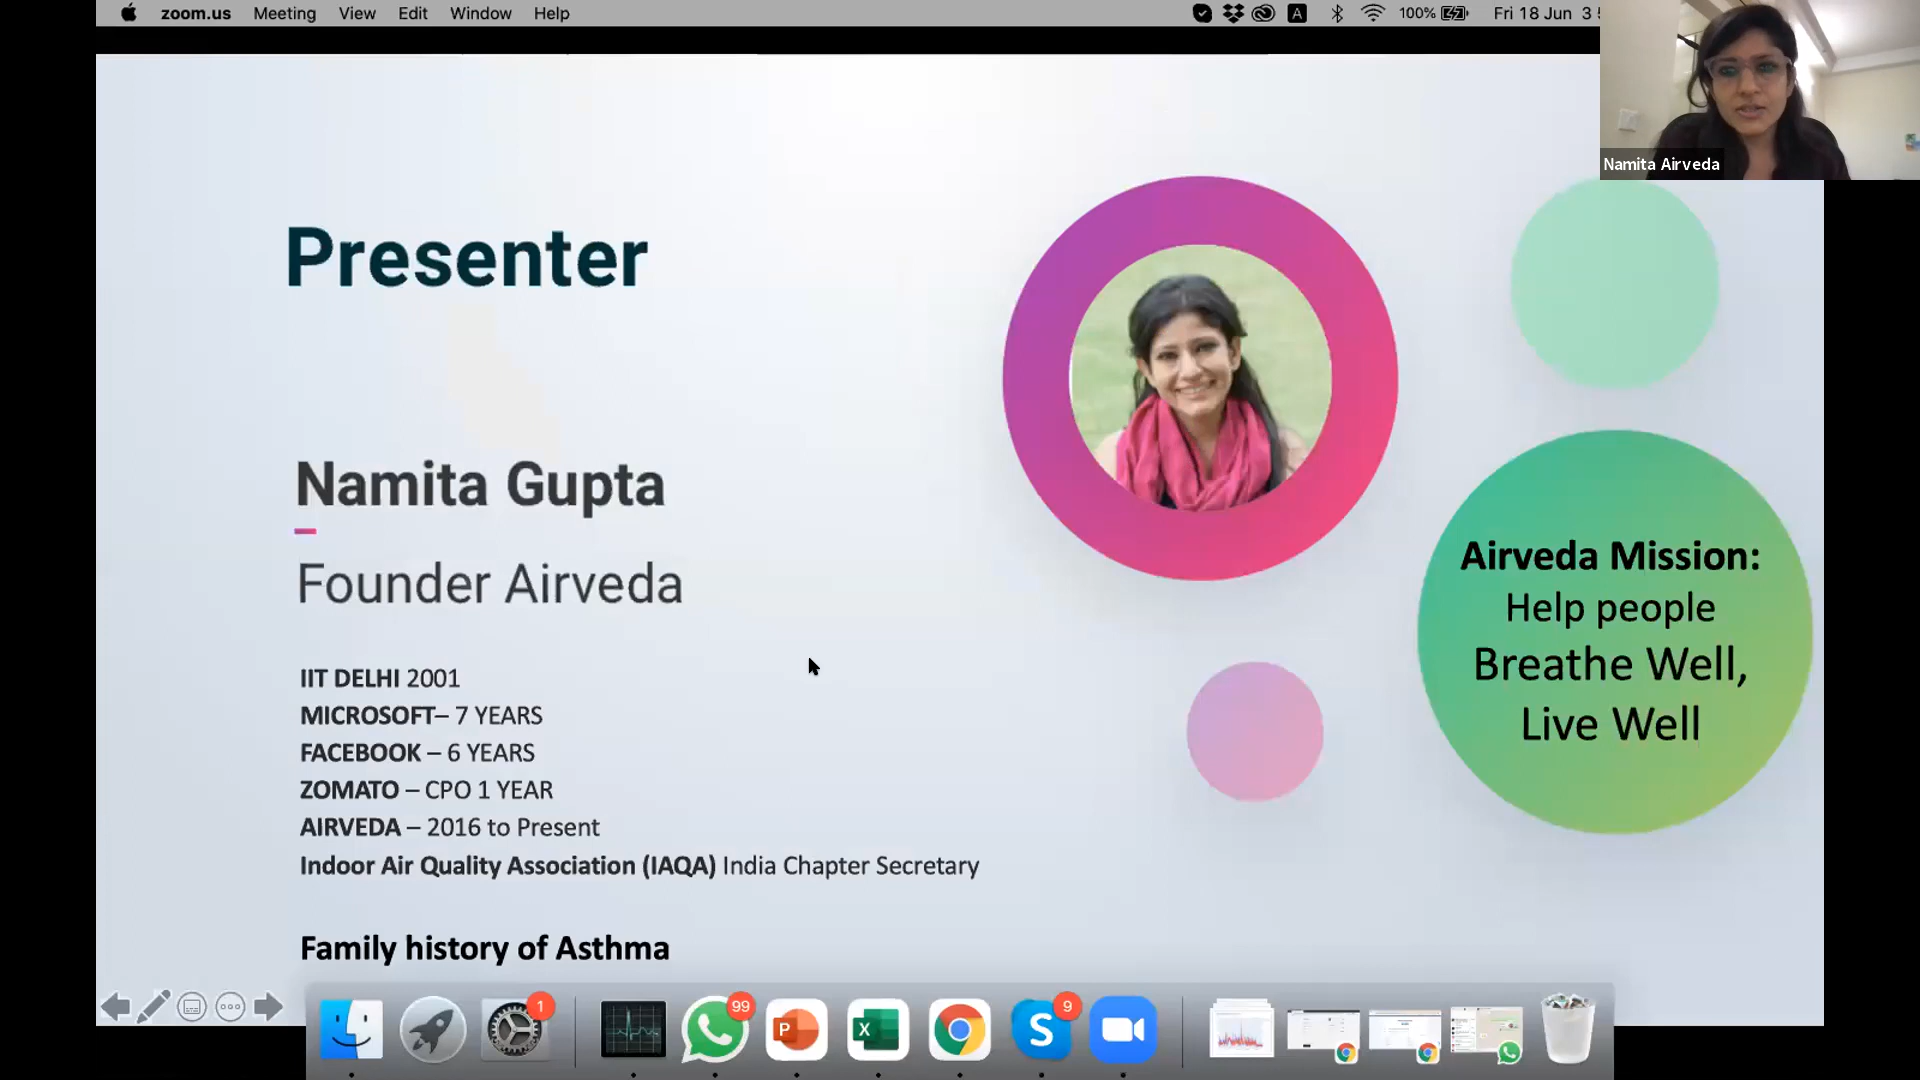 zoom.us Meeting View Edit Window Help
A
100%
Fri 18 Jun 3
Namita Airveda
Presenter
Namita Gupta
Founder Airveda
IIT DELHI 2001
MICROSOFT– 7 YEARS
FACEBOOK – 6 YEARS
ZOMATO – CPO 1 YEAR
AIRVEDA – 2016 to Present
Indoor Air Quality Association (IAQA) India Chapter Secretary
Family history of Asthma
Airveda Mission:
Help people
Breathe Well,
Live Well
1
99
P
X
S
9